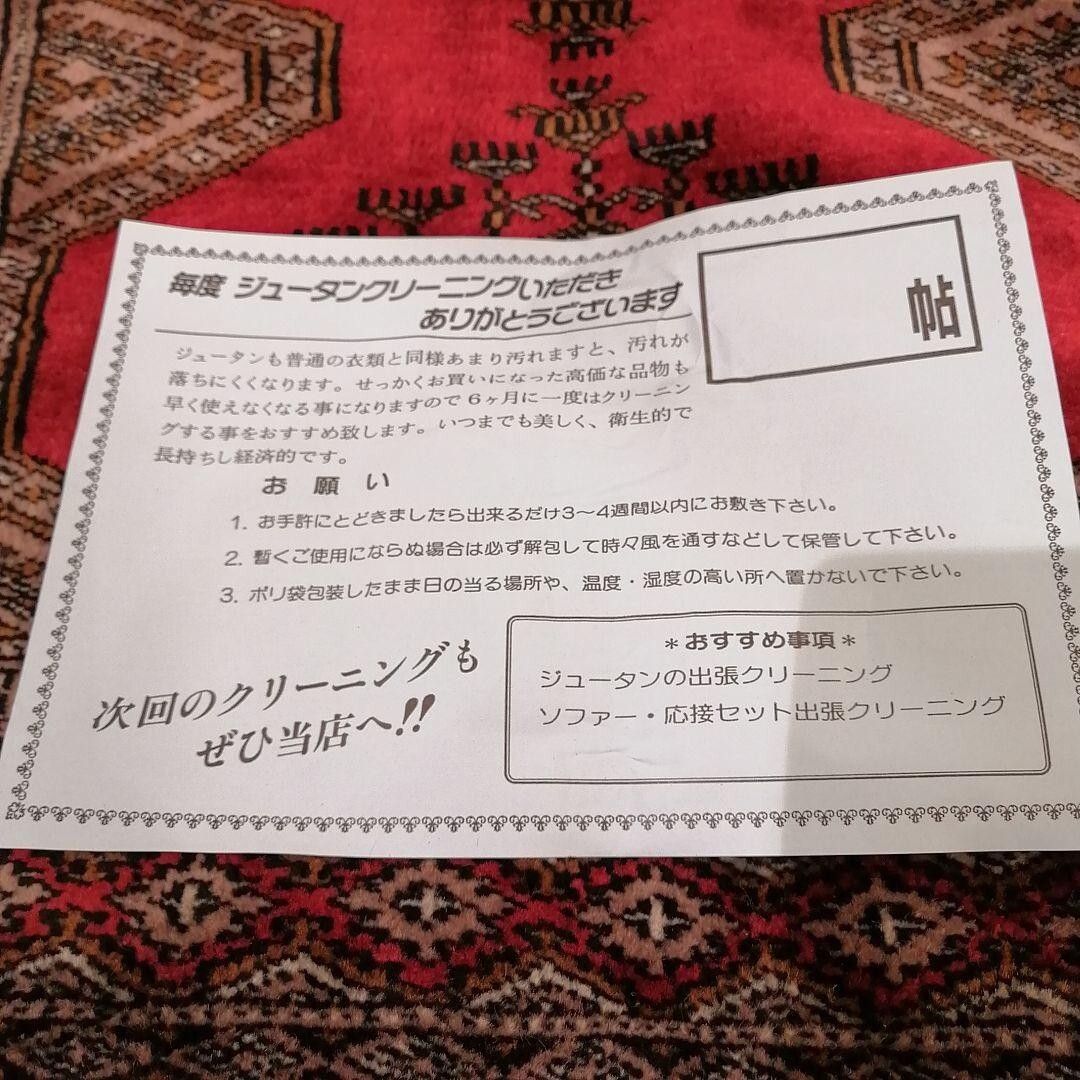 毎度 ジュータンクリーニングいただき
ありがとうございます
帖
ジュータンも普通の衣類と同様あまり汚れますと、汚れが
落ちにくくなります。せっかくお買いになった高価な品物も
早く使えなくなる事になりますので6ヶ月に一度はクリーニン
グする事をおすすめ致します。いつまでも美しく、衛生的で
長持ちし経済的です。
お願い
1. お手許にとどきましたら出来るだけ3〜4週間以内にお敷き下さい。
2. 暫くご使用にならぬ場合は必ず解包して時々風を通すなどして保管して下さい。
3. ポリ袋包装したまま日の当る場所や、温度・湿度の高い所へ置かないで下さい。
次回のクリーニングも
ぜひ当店へ!!
＊おすすめ事項＊
ジュータンの出張クリーニング
ソファー・応接セット出張クリーニング